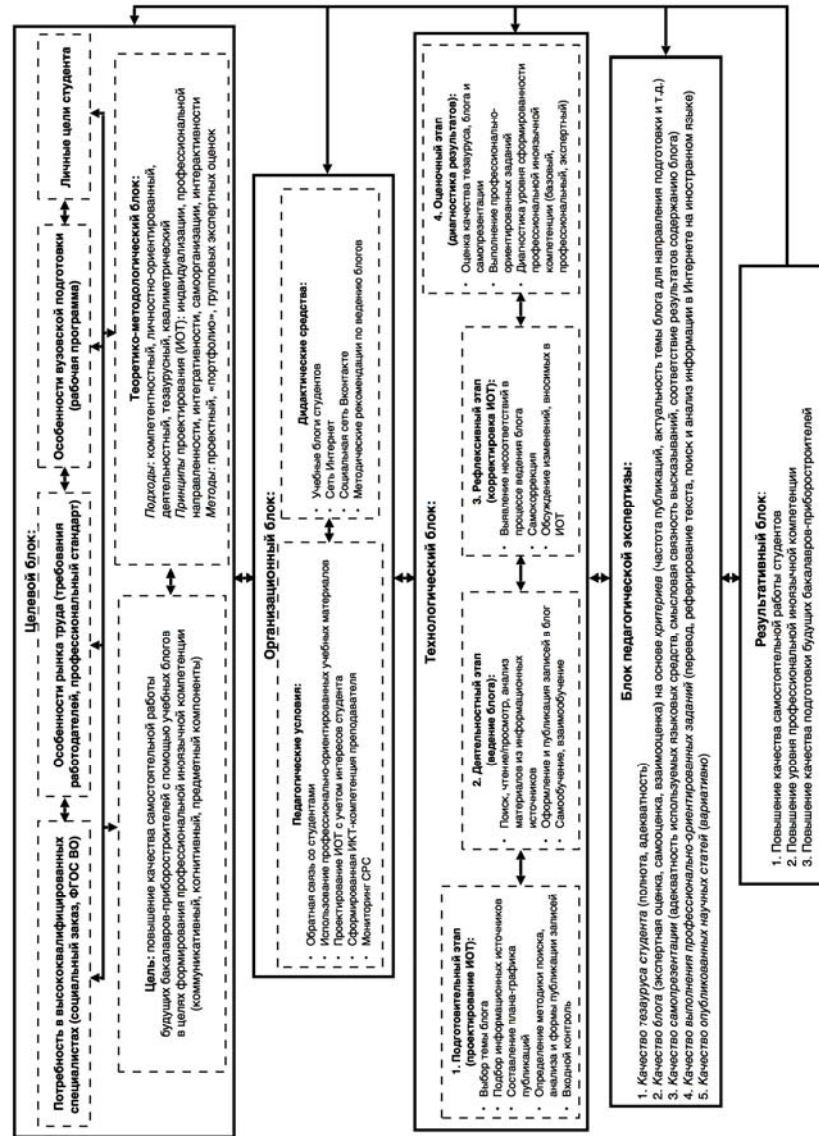 Целевой блок:
Потребность в высококвалифицированных
специалистах (социальный заказ, ФГОС ВО)
Особенности рынка труда (требования
работодателей, профессиональный стандарт)
Особенности вузовской подготовки
(рабочая программа)
Личные цели студента
Цель: повышение качества самостоятельной работы
будущих бакалавров-приборостроителей с помощью учебных блогов
в целях формирования профессиональной иноязычной компетенции
(коммуникативный, когнитивный, предметный компоненты)
Теоретико-методологический блок:
Подходы: компетентностный, личностно-ориентированный,
деятельностный, тезаурусный, квалиметрический
Принципы проектирования (ИОТ): индивидуализации, профессиональной
направленности, интегративности, самоорганизации, интерактивности
Методы: проектный, «портфолио», групповых экспертных оценок
Организационный блок:
Педагогические условия:
• Обратная связь со студентами
• Использование профессионально-ориентированных учебных материалов
• Проектирование ИОТ с учетом интересов студента
• Сформированная ИКТ-компетенция преподавателя
• Мониторинг СРС
Дидактические средства:
• Учебные блоги студентов
• Сеть Интернет
• Социальная сеть Вконтакте
• Методические рекомендации по ведению блогов
Технологический блок:
1. Подготовительный этап
(проектирование ИОТ):
• Выбор темы блога
• Подбор информационных источников
• Составление плана-графика
публикаций
• Определение методики поиска,
анализа и формы публикации записей
• Входной контроль
2. Деятельностный этап
(ведение блога):
• Поиск, чтение/просмотр, анализ
материалов из информационных
источников
• Оформление и публикация записей в блог
• Самообучение, взаимообучение
3. Рефлексивный этап
(корректировка ИОТ):
• Выявление несоответствий в
процессе ведения блога
• Самокоррекция
• Обсуждение изменений, вносимых в
ИОТ
4. Оценочный этап
(диагностика результатов):
• Оценка качества тезауруса, блога и
самопрезентации
• Выполнение профессионально-
ориентированных заданий
• Диагностика уровня сформированности
профессиональной иноязычной
компетенции (базовый,
профессиональный, экспертный)
Блок педагогической экспертизы:
1. Качество тезауруса студента (полнота, адекватность)
2. Качество блога (экспертная оценка, самооценка, взаимооценка) на основе критериев (частота публикаций, актуальность темы блога для направления подготовки и т.д.)
3. Качество самопрезентации (адекватность используемых языковых средств, смысловая связность высказываний, соответствие результатов содержанию блога)
4. Качество выполнения профессионально-ориентированных заданий (перевод, реферирование текста, поиск и анализ информации в Интернете на иностранном языке)
5. Качество опубликованных научных статей (вариативно)
Результативный блок:
1. Повышение качества самостоятельной работы студентов
2. Повышение уровня профессиональной иноязычной компетенции
3. Повышение качества подготовки будущих бакалавров-приборостроителей